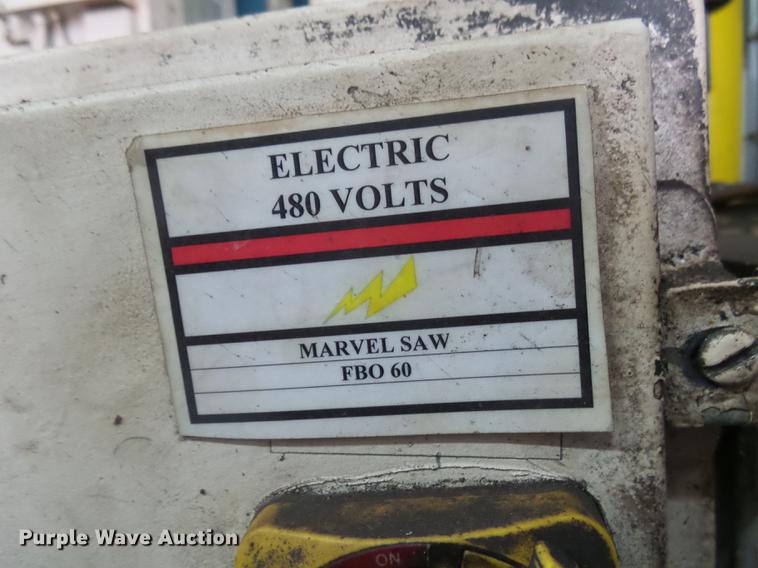 ELECTRIC
480 VOLTS
MARVEL SAW
FBO 60
ON
Purple Wave Auction